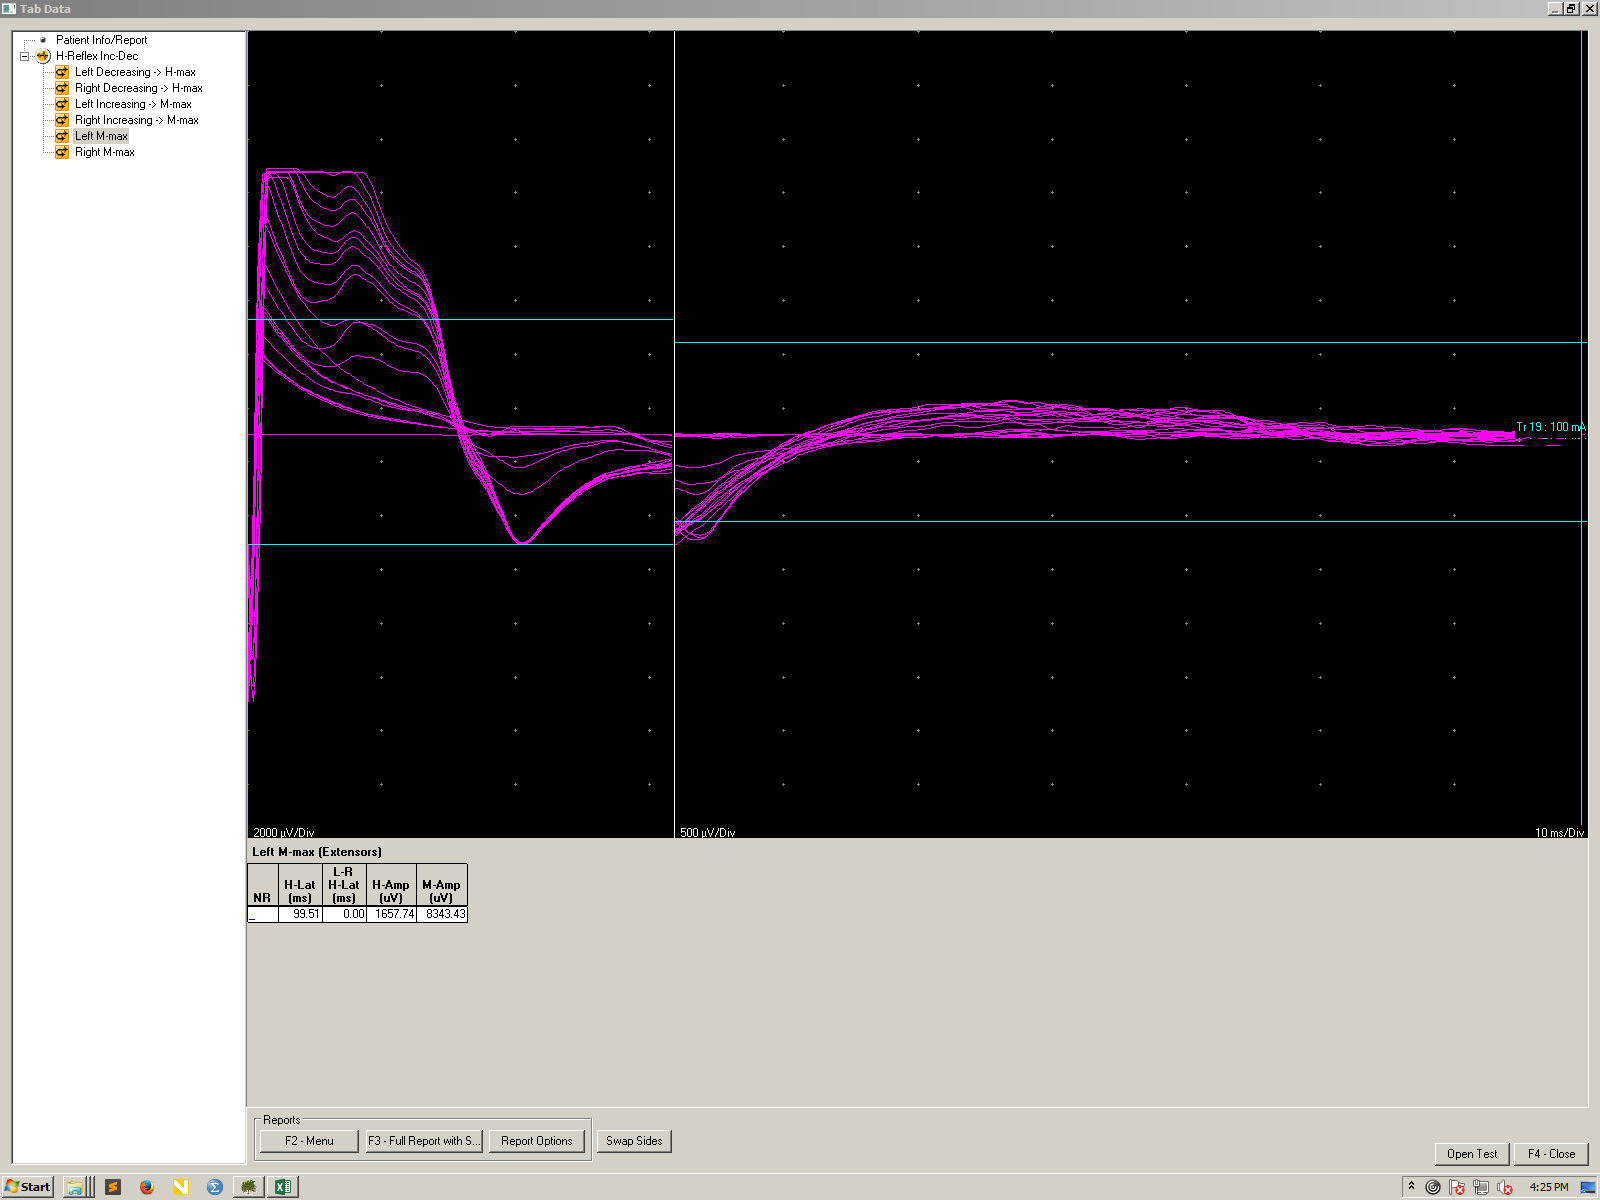 Tab Data
Patient Info/Report
H-Reflex Inc-Dec
Left Decreasing -> H-max
Right Decreasing -> H-max
Left Increasing -> M-max
Right Increasing -> M-max
Left M-max
Right M-max
Tr 19 : 100 mA
2000 µV/Div
500 µV/Div
10 ms/Div
Left M-max (Extensors)
NR H-Lat (ms) L-R H-Lat (ms) H-Amp (uV) M-Amp (uV)
_ 99.51 0.00 1657.74 8343.43
Reports
F2 - Menu
F3 - Full Report with S...
Report Options
Swap Sides
Open Test
F4 - Close
Start
4:25 PM